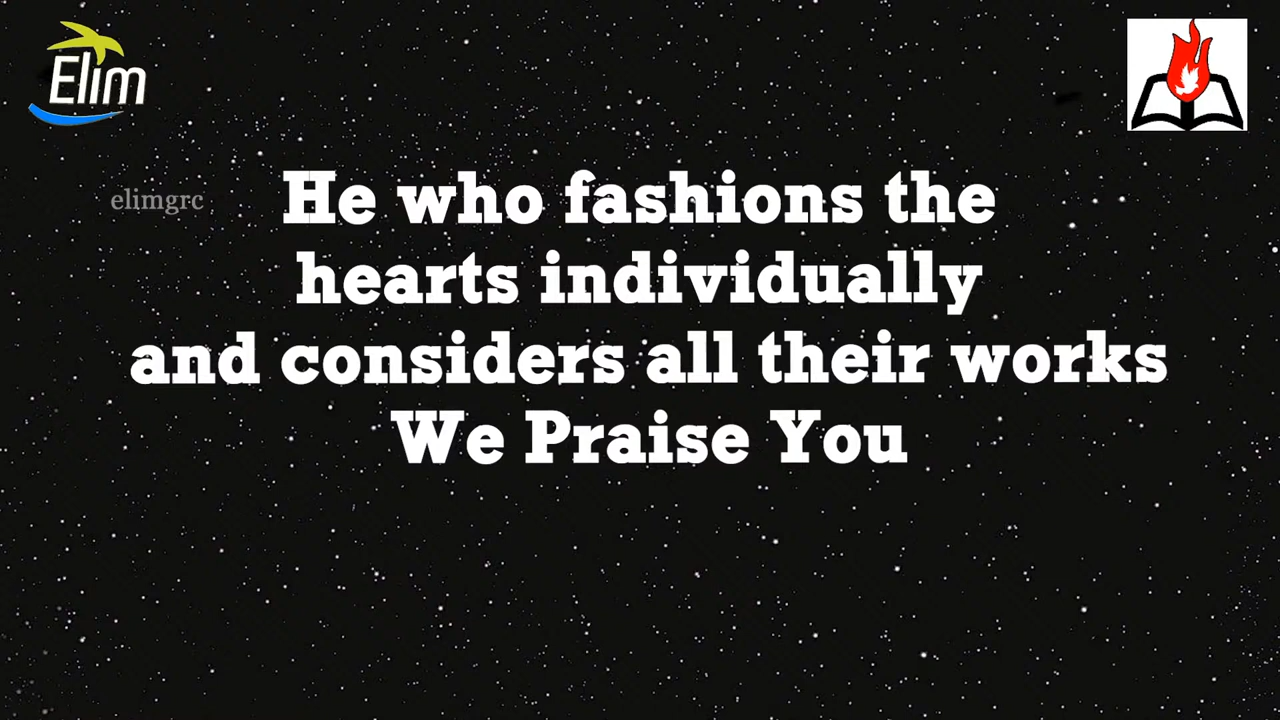 Elim
elimgrc
He who fashions the
hearts individually
and considers all their works
We Praise You